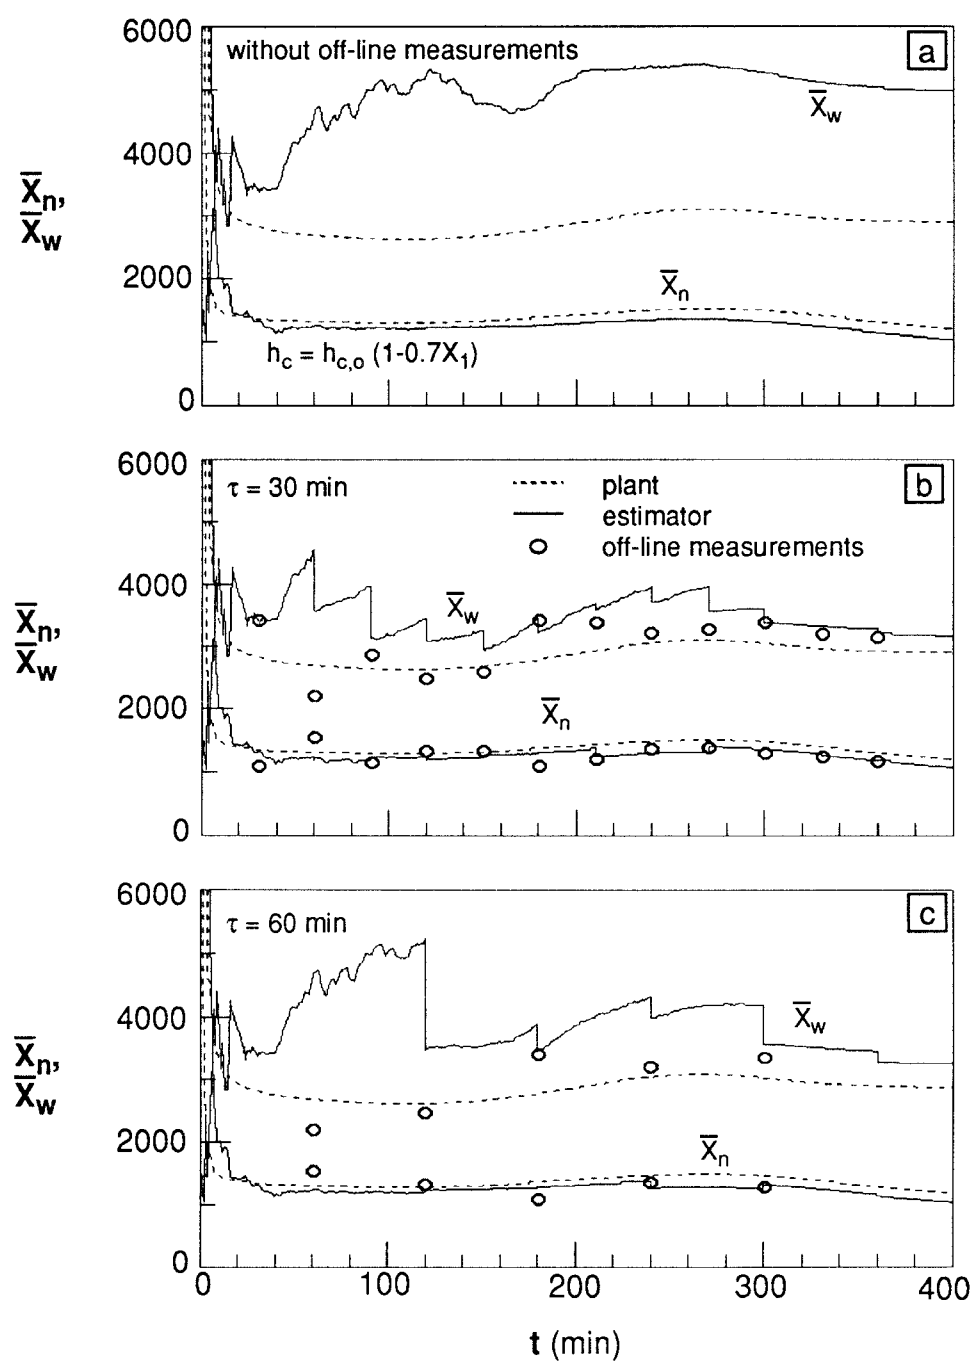 6000
without off-line measurements
a
X̄w
4000
X̄n,
X̄w
2000
X̄n
hc = hc,o (1-0.7X1)
0
6000
τ = 30 min
b
plant
estimator
off-line measurements
4000
X̄w
X̄n,
X̄w
2000
X̄n
0
6000
τ = 60 min
c
4000
X̄w
X̄n,
X̄w
2000
X̄n
0
0 100 200 300 400
t (min)